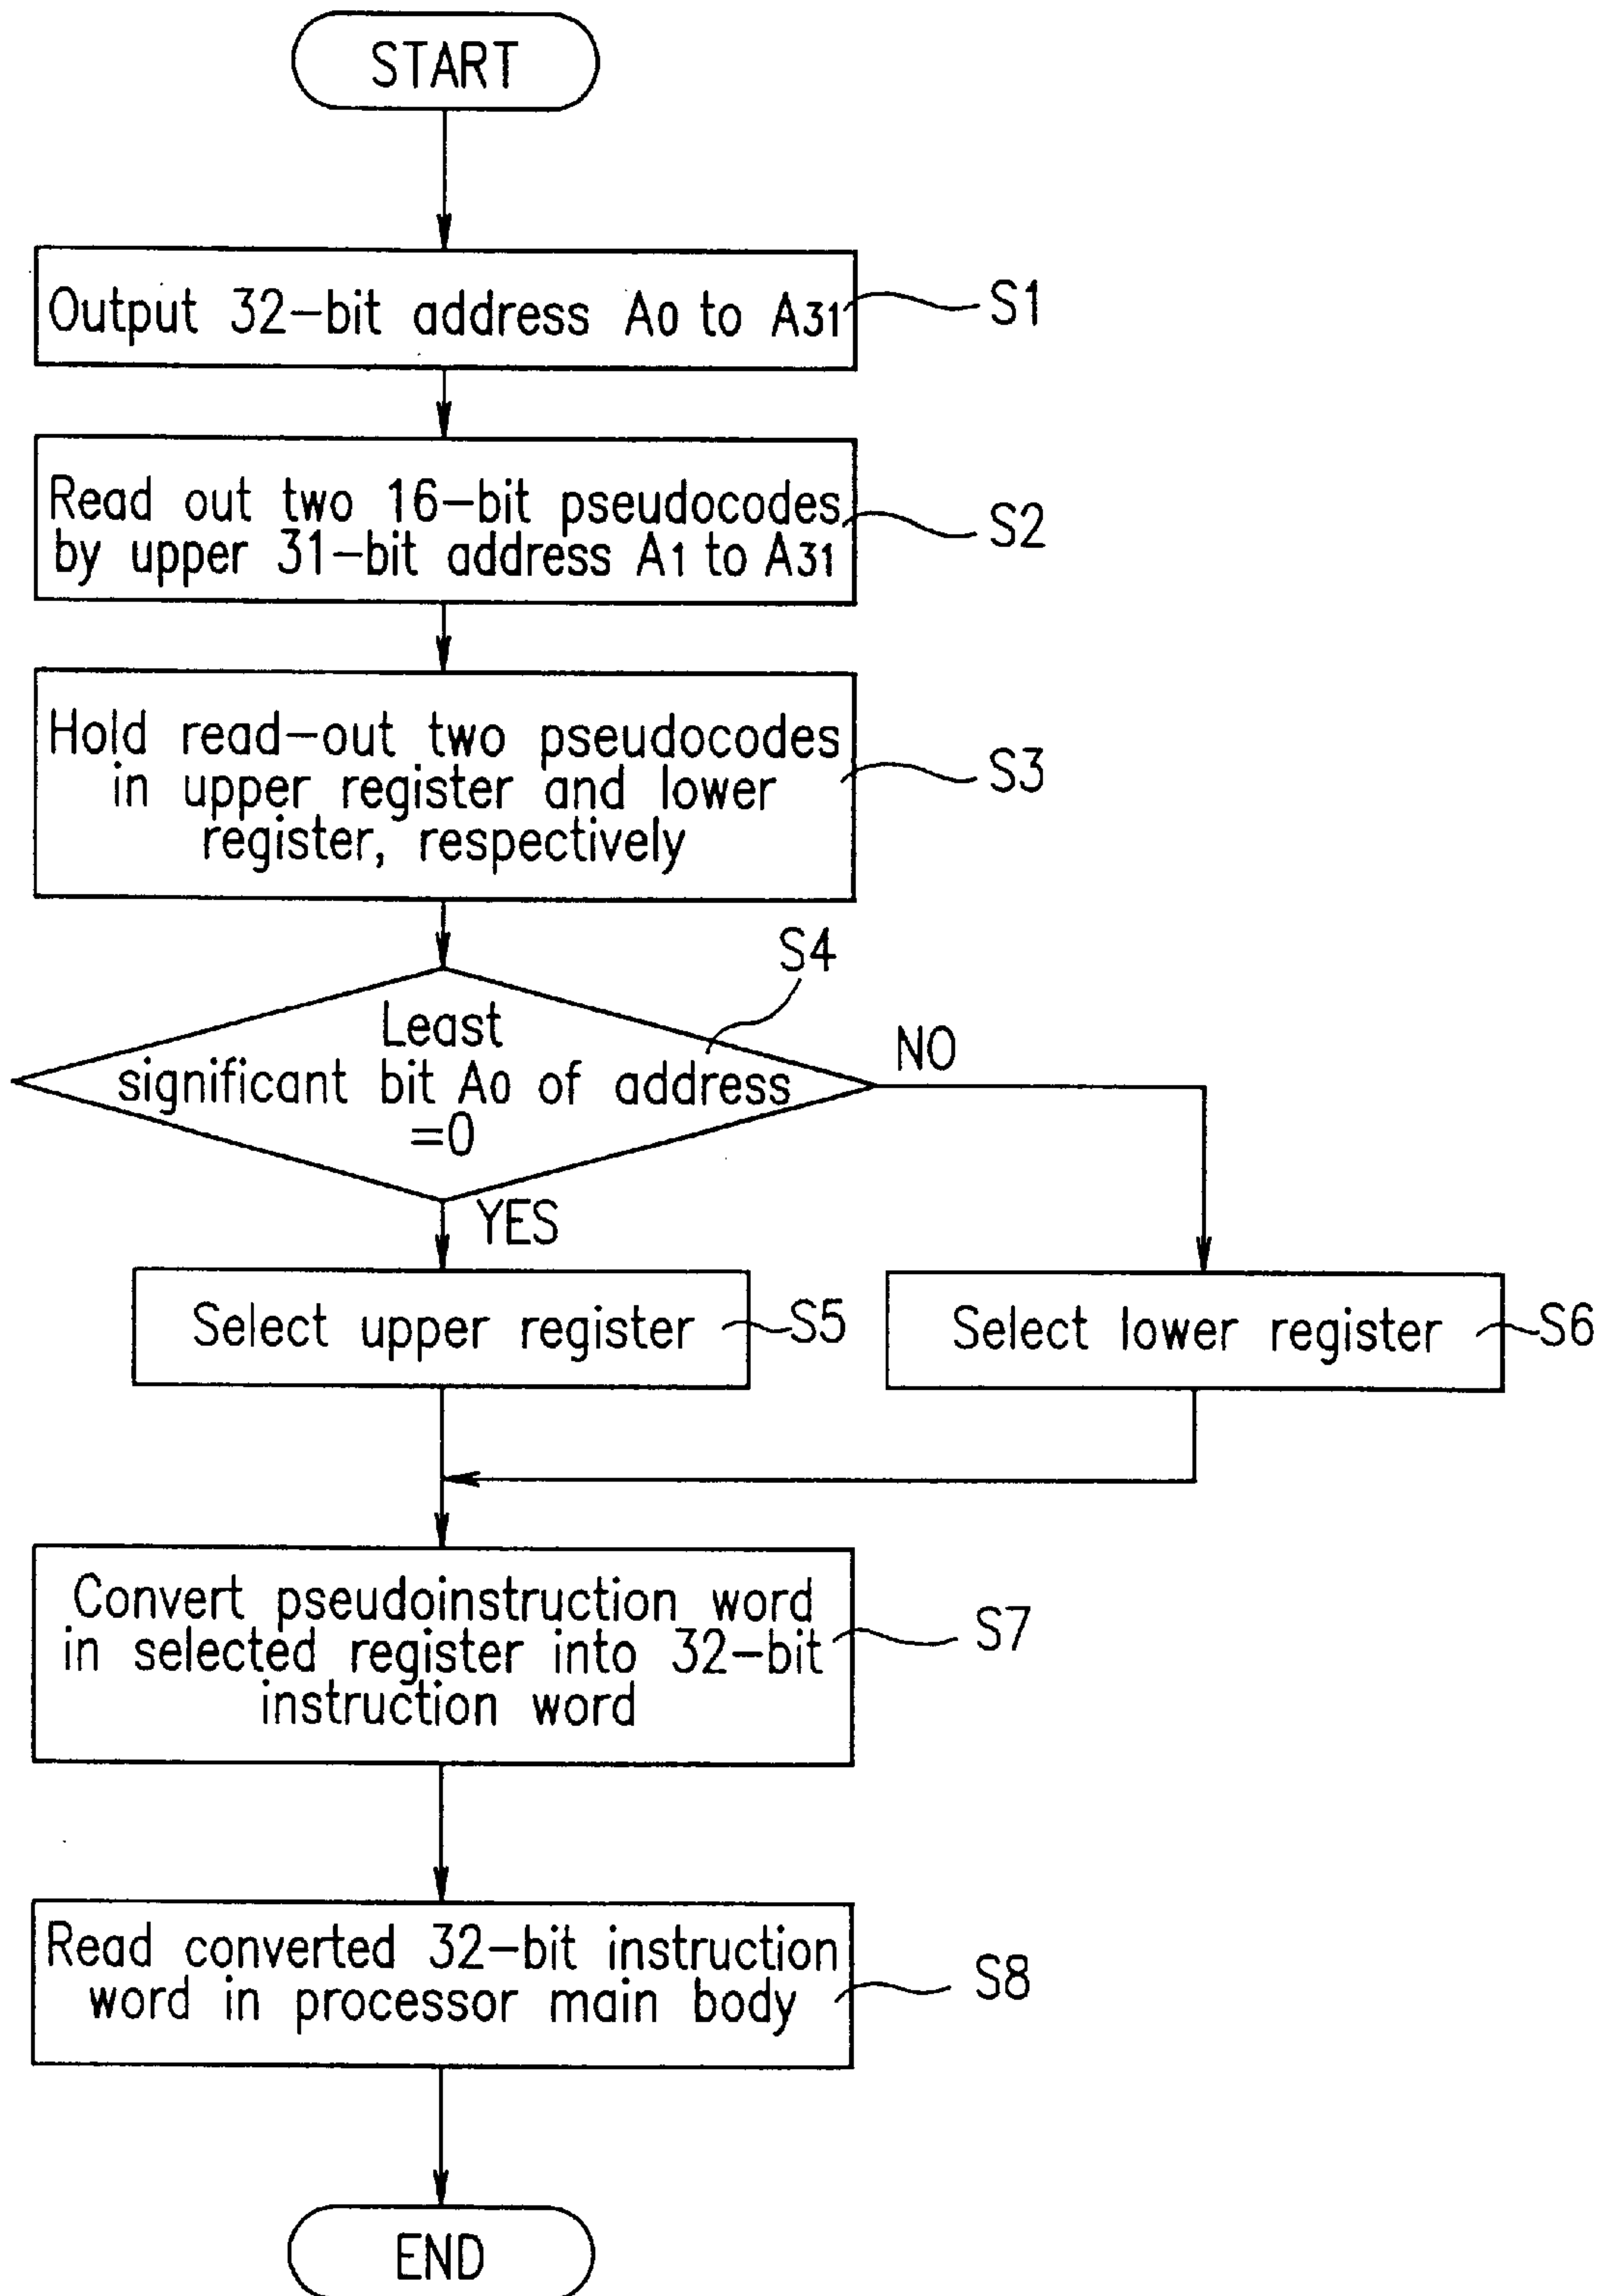 START
Output 32-bit address A0 to A31
S1
Read out two 16-bit pseudocodes
by upper 31-bit address A1 to A31
S2
Hold read-out two pseudocodes
in upper register and lower
register, respectively
S3
S4
Least
significant bit A0 of address
=0
NO
YES
Select upper register
S5
Select lower register
S6
Convert pseudoinstruction word
in selected register into 32-bit
instruction word
S7
Read converted 32-bit instruction
word in processor main body
S8
END